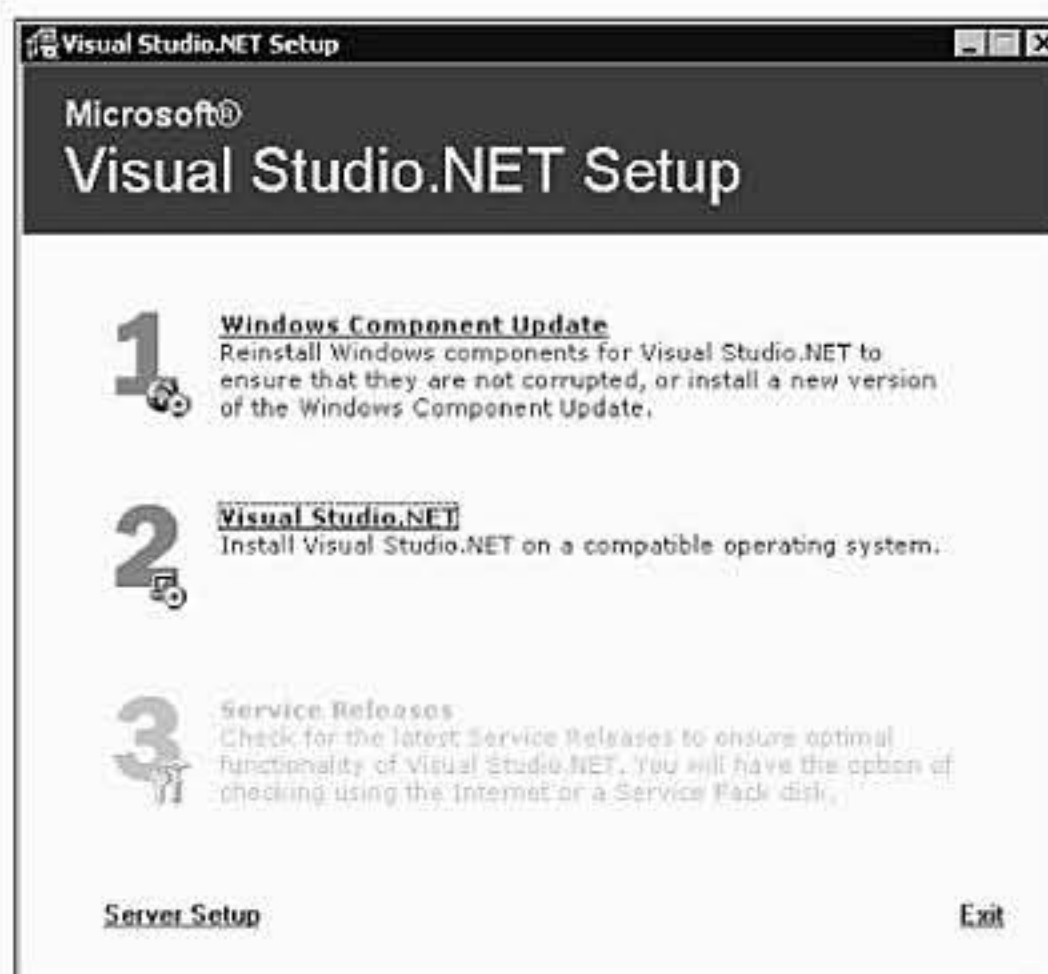 Visual Studio.NET Setup
Microsoft®
Visual Studio.NET Setup
1
Windows Component Update
Reinstall Windows components for Visual Studio.NET to
ensure that they are not corrupted, or install a new version
of the Windows Component Update.
2
Visual Studio.NET
Install Visual Studio.NET on a compatible operating system.
3
Service Releases
Check for the latest Service Releases to ensure optimal
functionality of Visual Studio.NET. You will have the option of
checking using the Internet or a Service Pack disk.
Server Setup
Exit